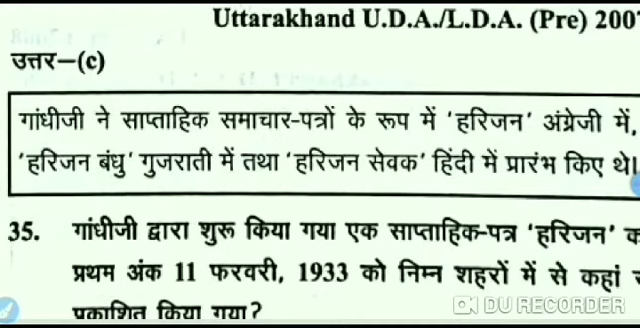 Uttarakhand U.D.A./L.D.A. (Pre) 2007
उत्तर–(c)
गांधीजी ने साप्ताहिक समाचार-पत्रों के रूप में 'हरिजन' अंग्रेजी में,
'हरिजन बंधु' गुजराती में तथा 'हरिजन सेवक' हिंदी में प्रारंभ किए थे।
35. गांधीजी द्वारा शुरू किया गया एक साप्ताहिक-पत्र 'हरिजन'
प्रथम अंक 11 फरवरी, 1933 को निम्न शहरों में से कहां
प्रकाशित किया गया?
DU RECORDER